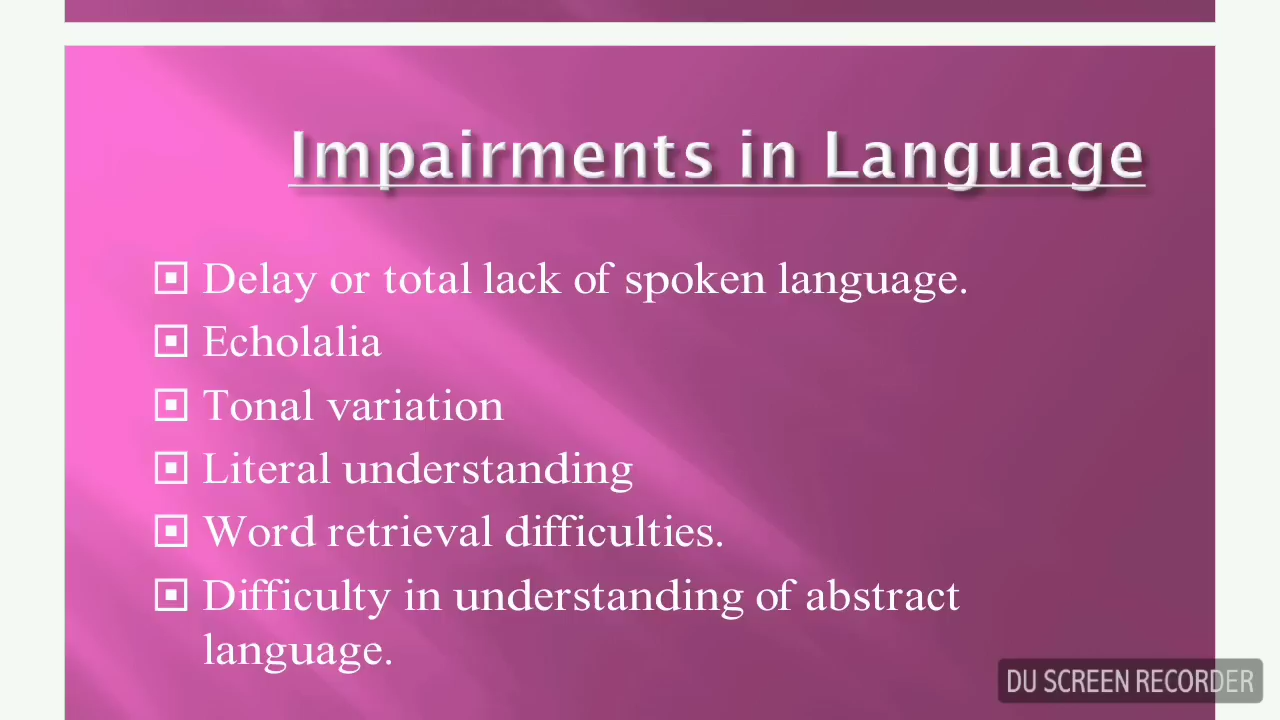 Impairments in Language
Delay or total lack of spoken language.
Echolalia
Tonal variation
Literal understanding
Word retrieval difficulties.
Difficulty in understanding of abstract
language.
DU SCREEN RECORDER